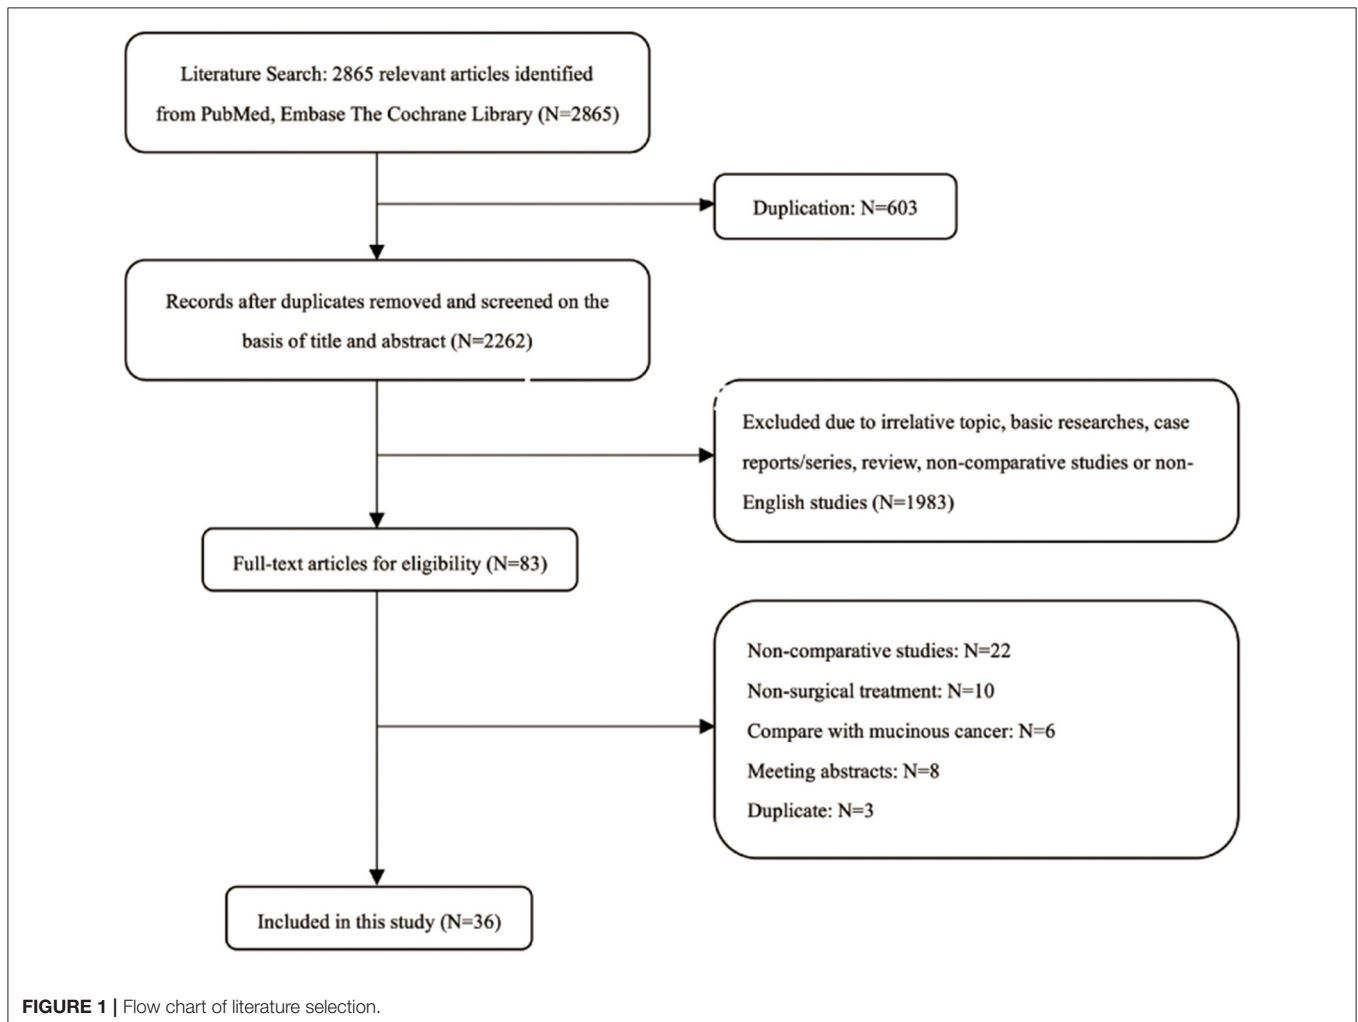 Literature Search: 2865 relevant articles identified
from PubMed, Embase The Cochrane Library (N=2865)
Duplication: N=603
Records after duplicates removed and screened on the
basis of title and abstract (N=2262)
Excluded due to irrelative topic, basic researches, case
reports/series, review, non-comparative studies or non-
English studies (N=1983)
Full-text articles for eligibility (N=83)
Non-comparative studies: N=22
Non-surgical treatment: N=10
Compare with mucinous cancer: N=6
Meeting abstracts: N=8
Duplicate: N=3
Included in this study (N=36)
FIGURE 1 | Flow chart of literature selection.